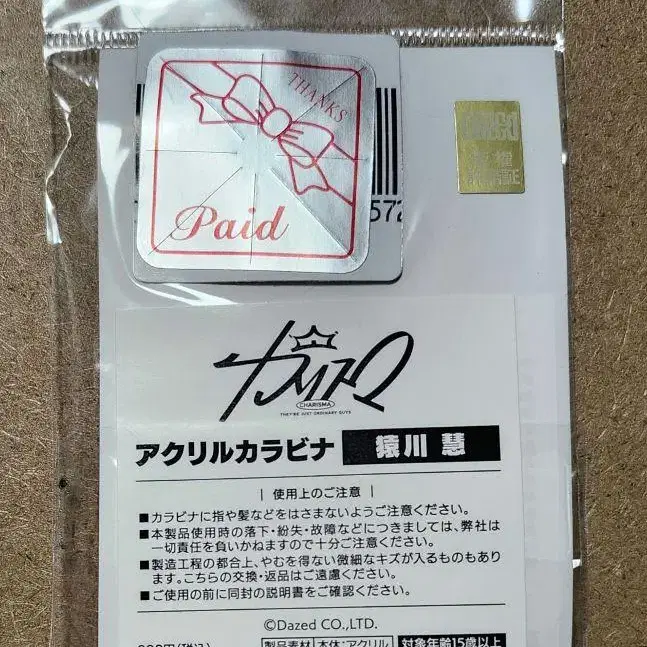 THANKS
Paid
572
カリスマ
CHARISMA
THEY'RE JUST ORDINARY GUYS
アクリルカラビナ 猿川 慧
| 使用上のご注意 |
■カラビナに指や髪などをはさまないようご注意ください。
■本製品使用時の落下・紛失・故障などにつきましては、弊社は
一切責任を負いかねますので十分ご注意ください。
■製造工程の都合上、やむを得ない微細なキズが入るものもあり
ます。こちらの交換・返品はご遠慮ください。
■ご使用の前に同封の説明書をご確認ください。
©Dazed CO.,LTD.
製品素材 本体:アクリル 対象年齢15歳以上